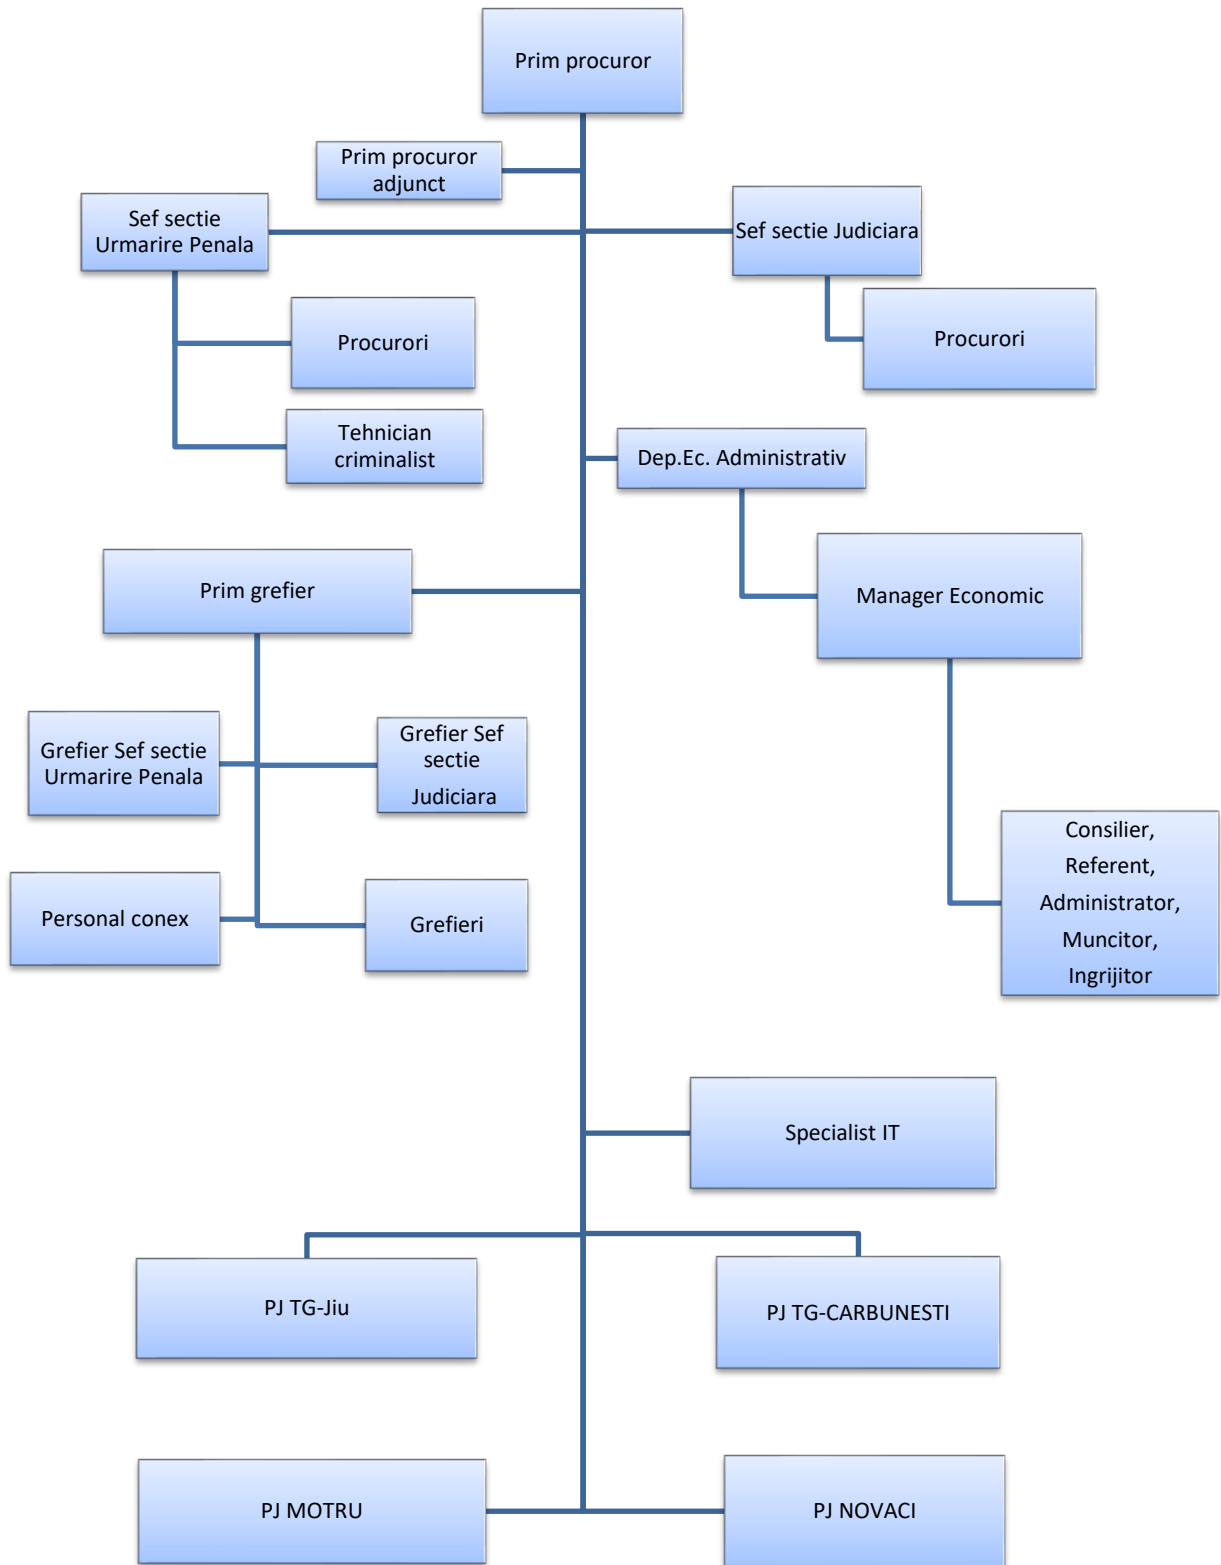 Prim procuror
Prim procuror
adjunct
Sef sectie
Urmarire Penala
Sef sectie Judiciara
Procurori
Procurori
Tehnician
criminalist
Dep.Ec. Administrativ
Prim grefier
Manager Economic
Grefier Sef sectie
Urmarire Penala
Grefier Sef
sectie
Judiciara
Personal conex
Grefieri
Consilier,
Referent,
Administrator,
Muncitor,
Ingrijitor
Specialist IT
PJ TG-Jiu
PJ TG-CARBUNESTI
PJ MOTRU
PJ NOVACI